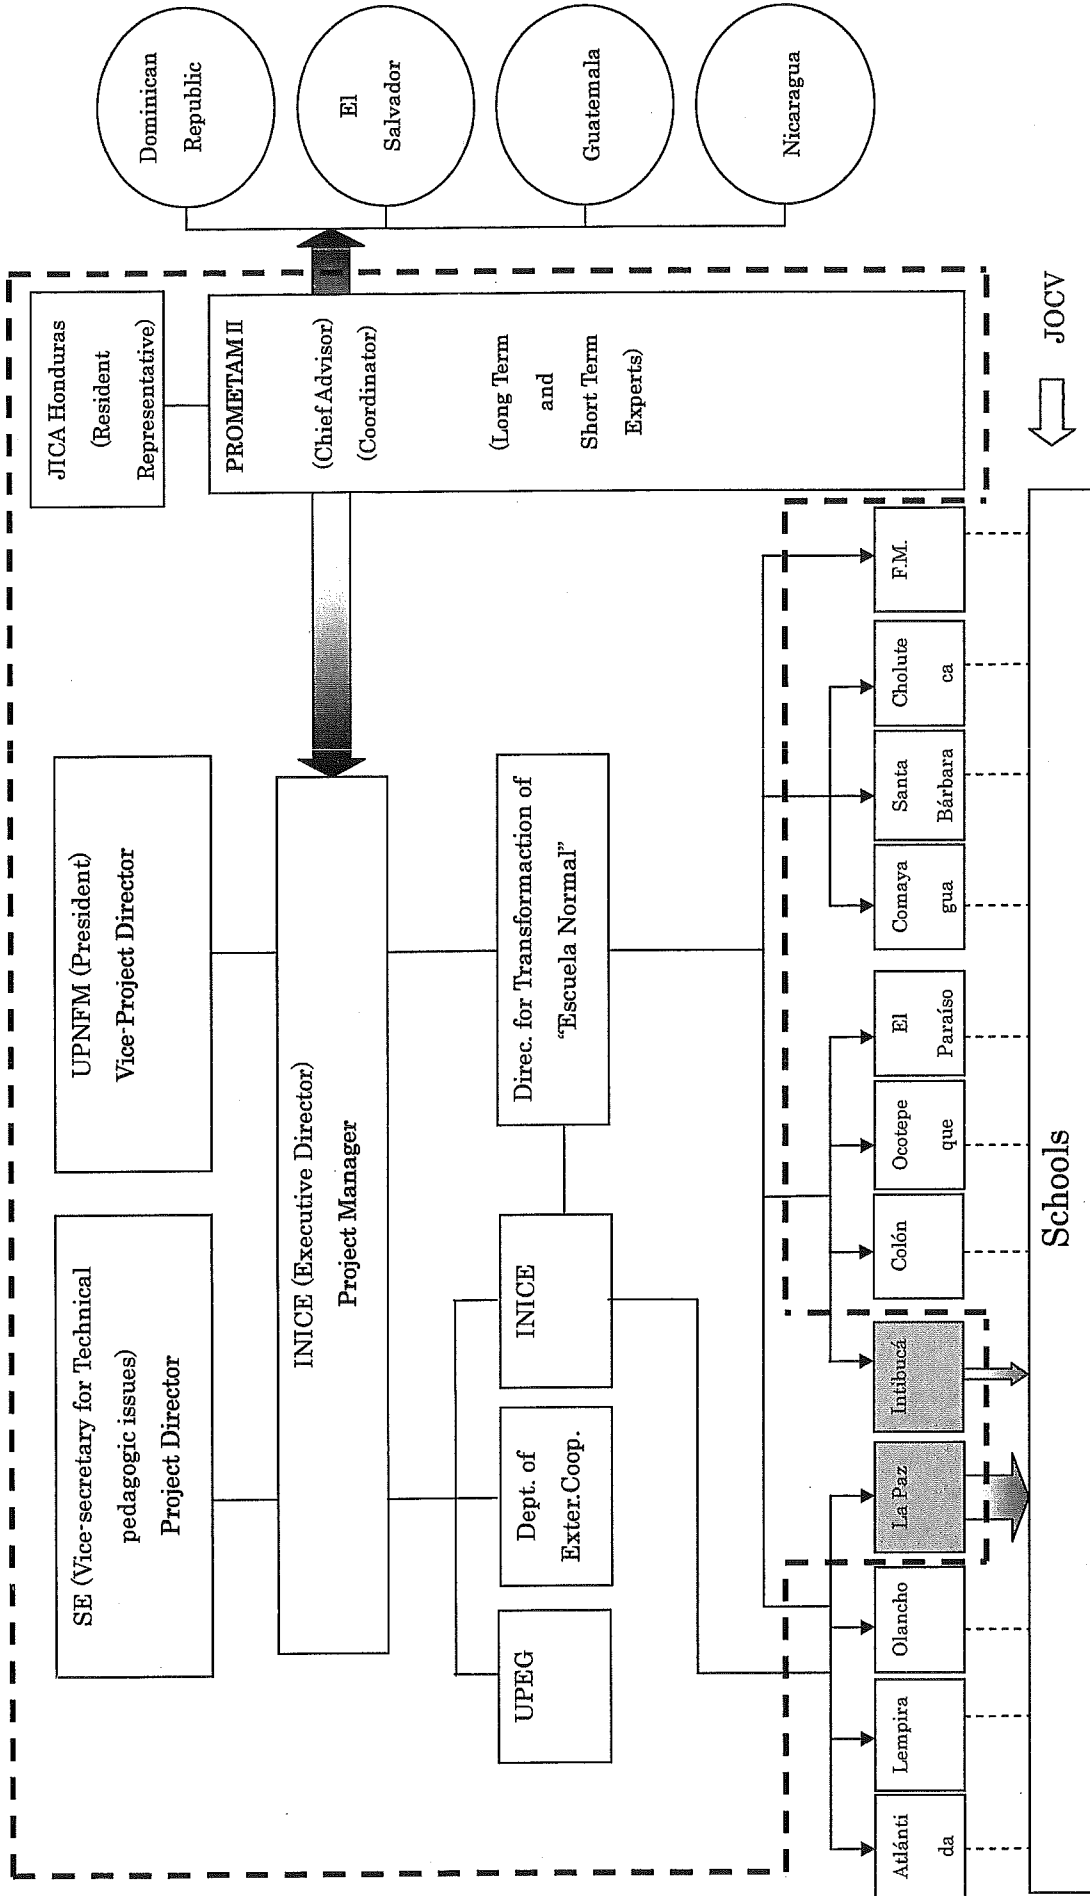 SE (Vice-secretary for Technical
pedagogic issues)
Project Director
UPNFM (President)
Vice-Project Director
JICA Honduras
(Resident
Representative)
INICE (Executive Director)
Project Manager
PROMETAM II
(Chief Advisor)
(Coordinator)
(Long Term
and
Short Term
Experts)
Dominican
Republic
El
Salvador
Guatemala
Nicaragua
UPEG
Dept. of
Exter.Coop.
INICE
Direc. for Transformaction of
"Escuela Normal"
Atlánti
da
Lempira
Olancho
La Paz
Intibucá
Colón
Ocotepe
que
El
Paraíso
Comaya
gua
Santa
Bárbara
Cholute
ca
F.M.
Schools
JOCV